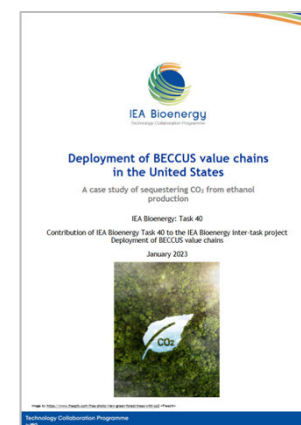 IEA Bioenergy
Technology Collaboration Programme
Deployment of BECCUS value chains
in the United States
A case study of sequestering CO₂ from ethanol
production
IEA Bioenergy: Task 40
Contribution of IEA Bioenergy Task 40 to the IEA Bioenergy inter-task project
Deployment of BECCUS value chains
January 2023
CO₂
Technology Collaboration Programme